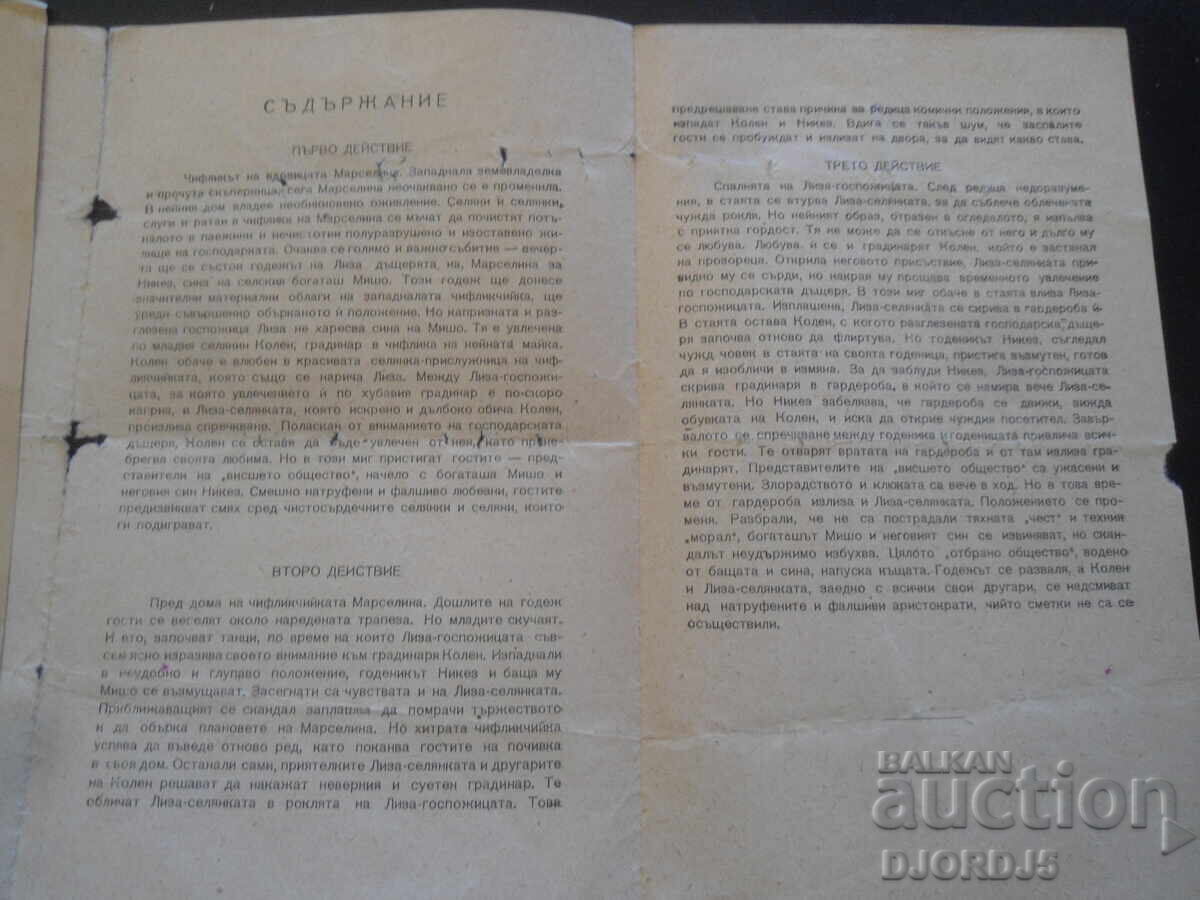 СЪДЪРЖАНИЕ
ПЪРВО ДЕЙСТВИЕ
Чифликът на вдовицата Марселина. Западнала земевладелка
и прочута скъперница, сега Марселина неочаквано се е променила.
В нейния дом владее необикновено оживление. Селяни и селянки,
слуги и ратаи в чифлика на Марселина се мъчат да почистят потъ-
налото в паежини и нечистотии полуразрушено и изоставено жи-
лище на господарката. Очаква се голямо и важно събитие — вечер-
та ще се състои годежът на Лиза дъщерята, на, Марселина за
Никез, сина на селския богаташ Мишо. Този годеж ще донесе
значителни материални облаги на западналата чифликчийка, ще
уреди съвършенно обърканото ѝ положение. Но капризната и раз-
глезена госпожица Лиза не харесва сина на Мишо. Тя е увлечена
по младия селянин Колен, градинар в чифлика на нейната майка.
Колен обаче е влюбен в красивата селянка-прислужница на чиф-
ликчийката, която също се нарича Лиза. Между Лиза-госпожи-
цата, за която увлечението ѝ по хубавия градинар е по-скоро
каприз, и Лиза-селянката, която искрено и дълбоко обича Колен,
произлиза спречкване. Поласкан от вниманието на господарската
дъщеря, Колен се оставя да бъде увлечен от нея, като прене-
брегва своята любима. Но в този миг пристигат гостите — пред-
ставители на „висшето общество“, начело с богаташа Мишо и
неговия син Никез. Смешно натруфени и фалшиво любезни, гостите
предизвикват смях сред чистосърдечните селянки и селяни, които
ги подиграват.
ВТОРО ДЕЙСТВИЕ
Пред дома на чифликчийката Марселина. Дошлите на годеж
гости се веселят около наредената трапеза. Но младите скучаят.
И ето, започват танци, по време на които Лиза-госпожицата съв-
сем ясно изразява своето внимание към градинаря Колен. Изпаднали
в неудобно и глупаво положение, годеникът Никез и баща му
Мишо се възмущават. Засегнати са чувствата и на Лиза-селянката.
Приближаващият се скандал заплашва да помрачи тържеството
и да обърка плановете на Марселина. Но хитрата чифликчийка
успява да въведе отново ред, като поканва гостите на почивка
в своя дом. Останали сами, приятелките Лиза-селянката и другарите
на Колен решават да накажат неверния и суетен градинар. Те
обличат Лиза-селянката в роклята на Лиза-госпожицата. Това
предрешаване става причина за редица комични положения, в които
изпадат Колен и Никез. Вдига се такъв шум, че заспалите
гости се пробуждат и излизат на двора, за да видят какво става.
ТРЕТО ДЕЙСТВИЕ
Спалнята на Лиза-госпожицата. След редица недоразуме-
ния, в стаята се втурва Лиза-селянката, за да съблече облечената
чужда рокля. Но нейният образ, отразен в огледалото, я изпълва
с приятна гордост. Тя не може да се откъсне от него и дълго му
се любува. Любува ѝ се и градинарят Колен, който е застанал
на прозореца. Открила неговото присъствие, Лиза-селянката при-
видно му се сърди, но накрая му прощава временното увлечение
по господарската дъщеря. В този миг обаче в стаята влиза Лиза-
госпожицата. Изплашена, Лиза-селянката се скрива в гардероба ѝ.
В стаята остава Колен, с когото разглезената господарска дъще-
ря започва отново да флиртува. Но годеникът Никез, съгледал
чужд човек в стаята на своята годеница, пристига възмутен, готов
да я изобличи в измяна. За да заблуди Никез, Лиза-госпожицата
скрива градинаря в гардероба, в който се намира вече Лиза-се-
лянката. Но Никез забелязва, че гардероба се движи, вижда
обувката на Колен, и иска да открие чуждия посетител. Завър-
залото се спречкване между годеника и годеницата привлича всич-
ки гости. Те отварят вратата на гардероба и от там излиза гра-
динарят. Представителите на „висшето общество“ са ужасени и
възмутени. Злорадството и клюката са вече в ход. Но в това вре-
ме от гардероба излиза и Лиза-селянката. Положението се про-
меня. Разбрали, че не са пострадали тяхната „чест“ и техния
„морал“, богаташът Мишо и неговият син се извиняват, но скан-
далът неудържимо избухва. Цялото „отбрано общество“, водено
от бащата и сина, напуска къщата. Годежът се разваля, а Колен
и Лиза-селянката, заедно с всички свои другари, се надсмиват
над натруфените и фалшиви аристократи, чийто сметки не са се
осъществили.
BALKAN
auction
DJORDJ5